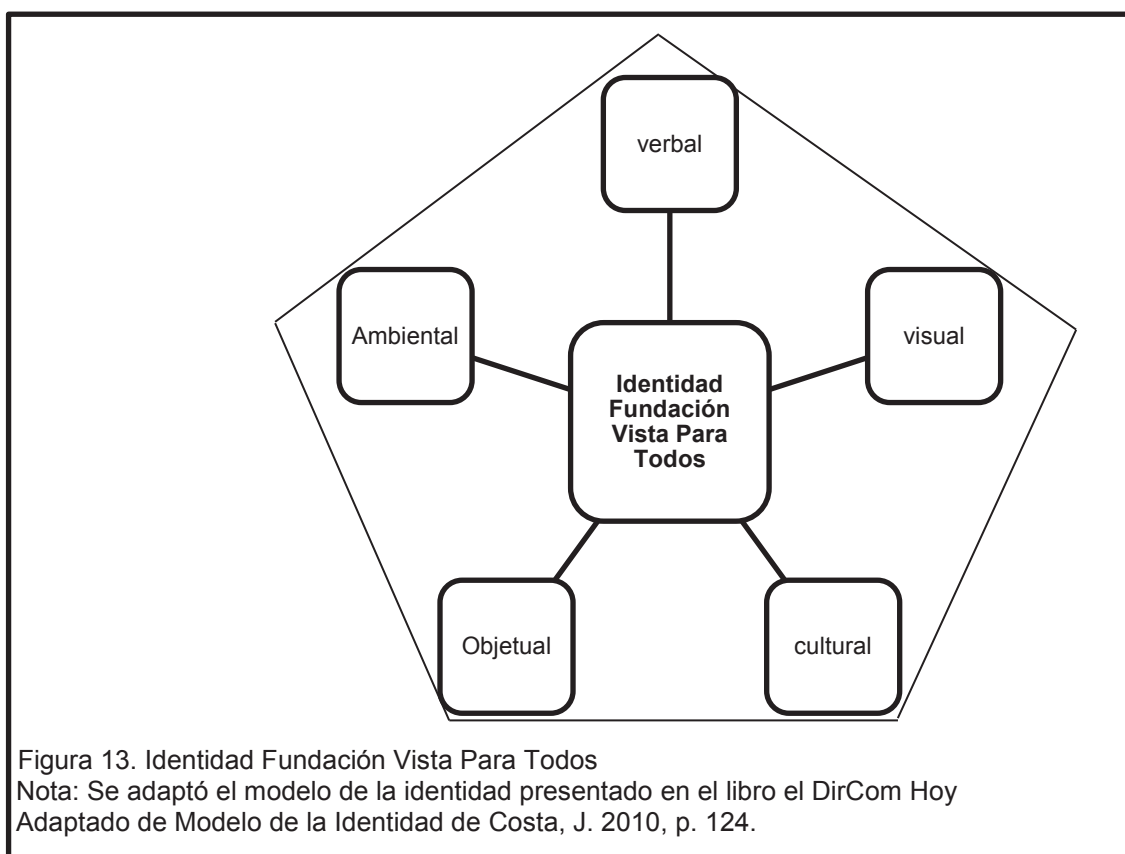 verbal
Ambiental
visual
Identidad
Fundación
Vista Para
Todos
Objetual
cultural
Figura 13. Identidad Fundación Vista Para Todos
Nota: Se adaptó el modelo de la identidad presentado en el libro el DirCom Hoy
Adaptado de Modelo de la Identidad de Costa, J. 2010, p. 124.